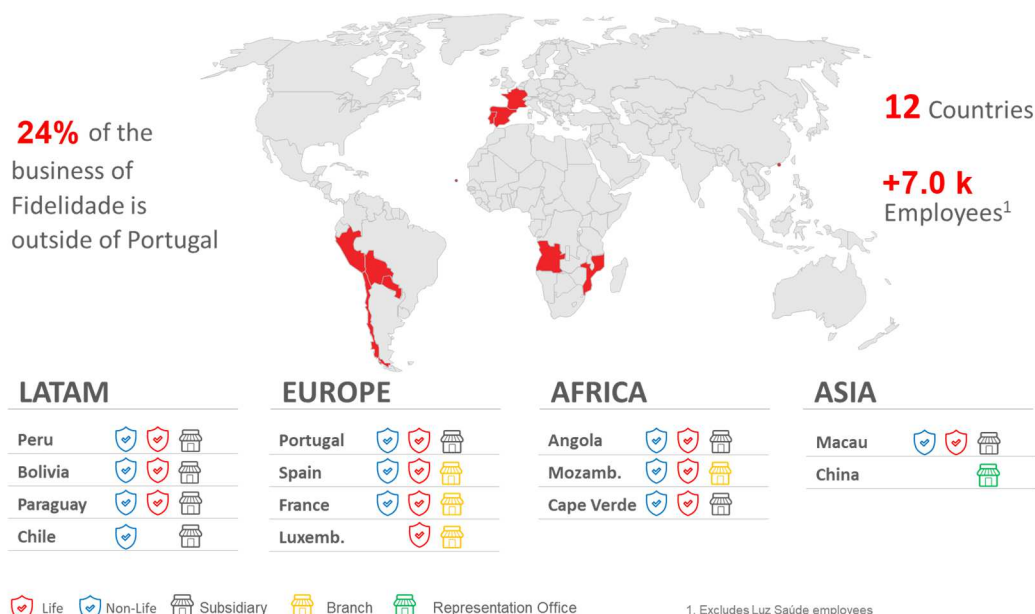 24% of the
business of
Fidelidade is
outside of Portugal
12 Countries
+7.0 k
Employees1
LATAM
Peru
Bolivia
Paraguay
Chile
EUROPE
Portugal
Spain
France
Luxemb.
AFRICA
Angola
Mozamb.
Cape Verde
ASIA
Macau
China
Life
Non-Life
Subsidiary
Branch
Representation Office
1. Excludes Luz Saúde employees